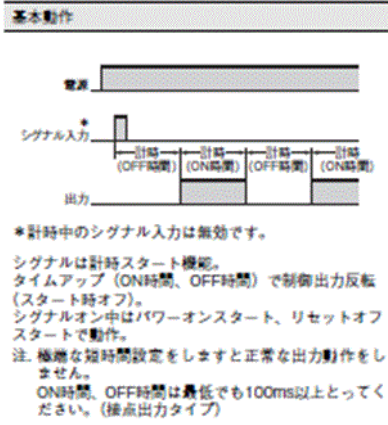 基本動作
電源
*
シグナル入力
計時 計時 計時 計時
(OFF時間) (ON時間) (OFF時間) (ON時間)
出力
*計時中のシグナル入力は無効です。
シグナルは計時スタート機能。
タイムアップ（ON時間、OFF時間）で制御出力反転
（スタート時オフ）。
シグナルオン中はパワーオンスタート、リセットオフ
スタートで動作。
注. 極端な短時間設定をしますと正常な出力動作をし
ません。
ON時間、OFF時間は最低でも100ms以上とってく
ださい。（接点出力タイプ）